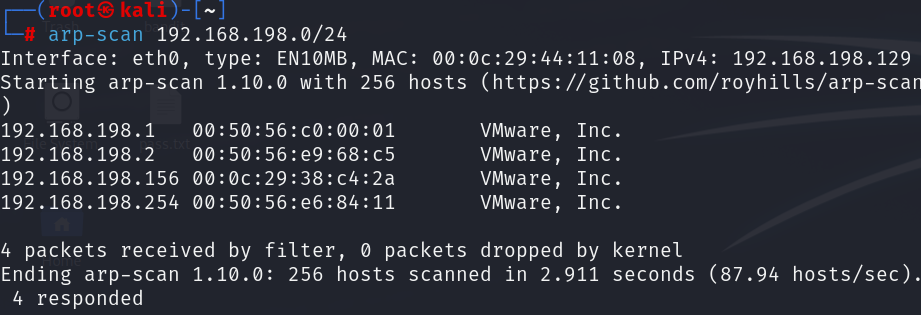 (root㉿kali)-[~]
# arp-scan 192.168.198.0/24
Interface: eth0, type: EN10MB, MAC: 00:0c:29:44:11:08, IPv4: 192.168.198.129
Starting arp-scan 1.10.0 with 256 hosts (https://github.com/royhills/arp-scan
)
192.168.198.1   00:50:56:c0:00:01       VMware, Inc.
192.168.198.2   00:50:56:e9:68:c5       VMware, Inc.
192.168.198.156 00:0c:29:38:c4:2a       VMware, Inc.
192.168.198.254 00:50:56:e6:84:11       VMware, Inc.
4 packets received by filter, 0 packets dropped by kernel
Ending arp-scan 1.10.0: 256 hosts scanned in 2.911 seconds (87.94 hosts/sec).
 4 responded